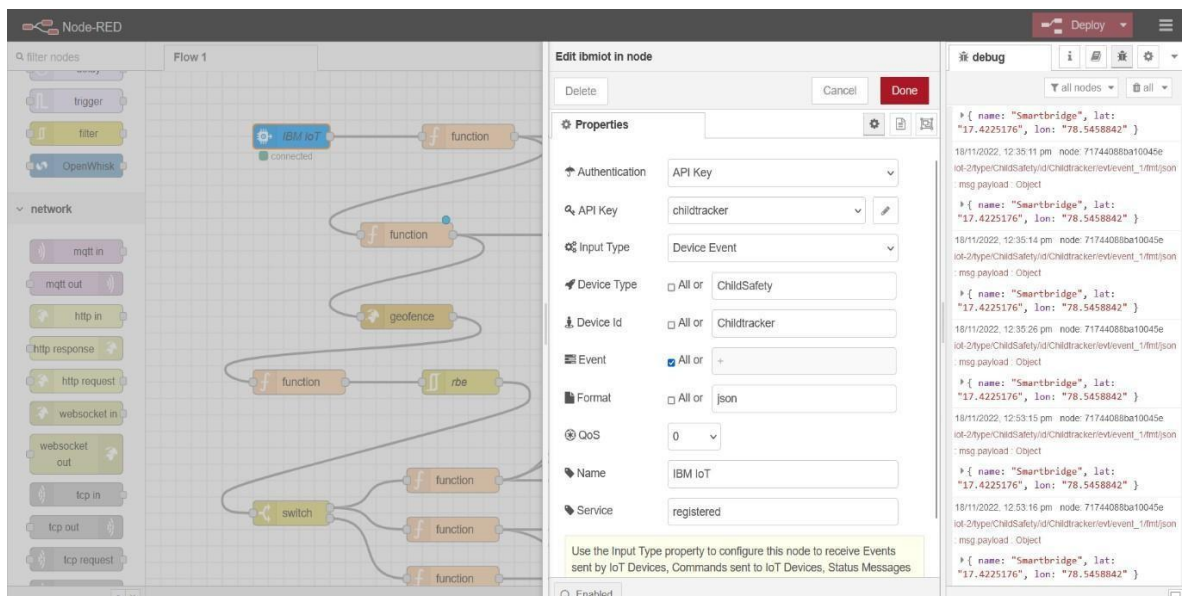 Node-RED
Deploy
filter nodes
Flow 1
trigger
filter
OpenWhisk
network
mqtt in
mqtt out
http in
http response
http request
websocket in
websocket
out
tcp in
tcp out
tcp request
IBM IoT
connected
function
function
geofence
function
rbe
switch
function
function
function
Edit ibmiot in node
Delete
Cancel
Done
Properties
Authentication
API Key
API Key
childtracker
Input Type
Device Event
Device Type
All or
ChildSafety
Device Id
All or
Childtracker
Event
All or
+
Format
All or
json
QoS
0
Name
IBM IoT
Service
registered
Use the Input Type property to configure this node to receive Events
sent by IoT Devices, Commands sent to IoT Devices, Status Messages
Enabled
debug
i
all nodes
all
{ name: "Smartbridge", lat:
"17.4225176", lon: "78.5458842" }
18/11/2022, 12:35:11 pm node: 71744088ba10045e
iot-2/type/ChildSafety/id/Childtracker/evt/event_1/fmt/json
: msg.payload : Object
{ name: "Smartbridge", lat:
"17.4225176", lon: "78.5458842" }
18/11/2022, 12:35:14 pm node: 71744088ba10045e
iot-2/type/ChildSafety/id/Childtracker/evt/event_1/fmt/json
: msg.payload : Object
{ name: "Smartbridge", lat:
"17.4225176", lon: "78.5458842" }
18/11/2022, 12:35:26 pm node: 71744088ba10045e
iot-2/type/ChildSafety/id/Childtracker/evt/event_1/fmt/json
: msg.payload : Object
{ name: "Smartbridge", lat:
"17.4225176", lon: "78.5458842" }
18/11/2022, 12:53:15 pm node: 71744088ba10045e
iot-2/type/ChildSafety/id/Childtracker/evt/event_1/fmt/json
: msg.payload : Object
{ name: "Smartbridge", lat:
"17.4225176", lon: "78.5458842" }
18/11/2022, 12:53:16 pm node: 71744088ba10045e
iot-2/type/ChildSafety/id/Childtracker/evt/event_1/fmt/json
: msg.payload : Object
{ name: "Smartbridge", lat:
"17.4225176", lon: "78.5458842" }